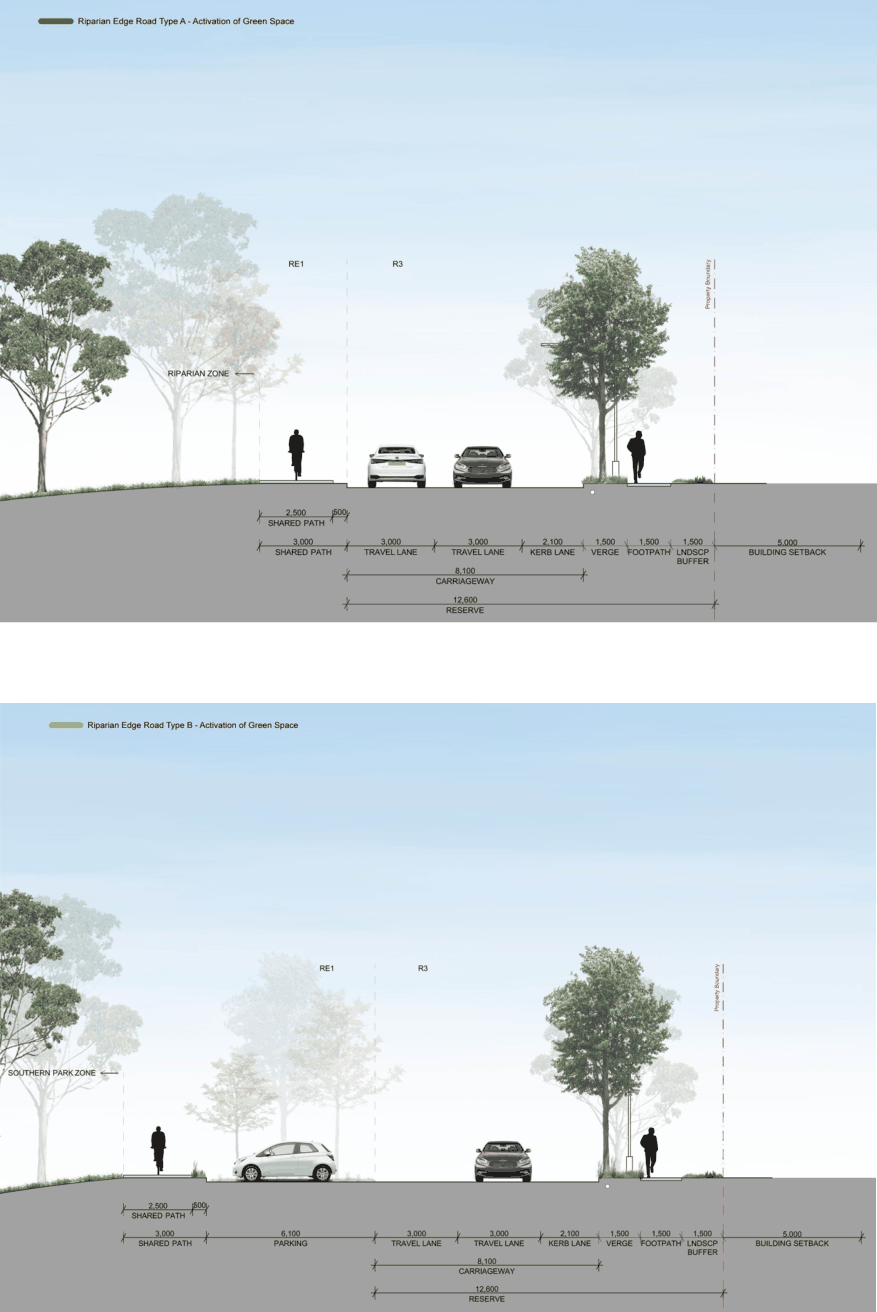 Riparian Edge Road Type A - Activation of Green Space
RE1
R3
Property Boundary
RIPARIAN ZONE
2,500
500
SHARED PATH
3,000
3,000
3,000
2,100
1,500
1,500
1,500
5,000
SHARED PATH
TRAVEL LANE
TRAVEL LANE
KERB LANE
VERGE
FOOTPATH
LNDSCP
BUFFER
BUILDING SETBACK
8,100
CARRIAGEWAY
12,600
RESERVE
Riparian Edge Road Type B - Activation of Green Space
RE1
R3
Property Boundary
SOUTHERN PARK ZONE
2,500
500
SHARED PATH
3,000
6,100
3,000
3,000
2,100
1,500
1,500
1,500
5,000
SHARED PATH
PARKING
TRAVEL LANE
TRAVEL LANE
KERB LANE
VERGE
FOOTPATH
LNDSCP
BUFFER
BUILDING SETBACK
8,100
CARRIAGEWAY
12,600
RESERVE